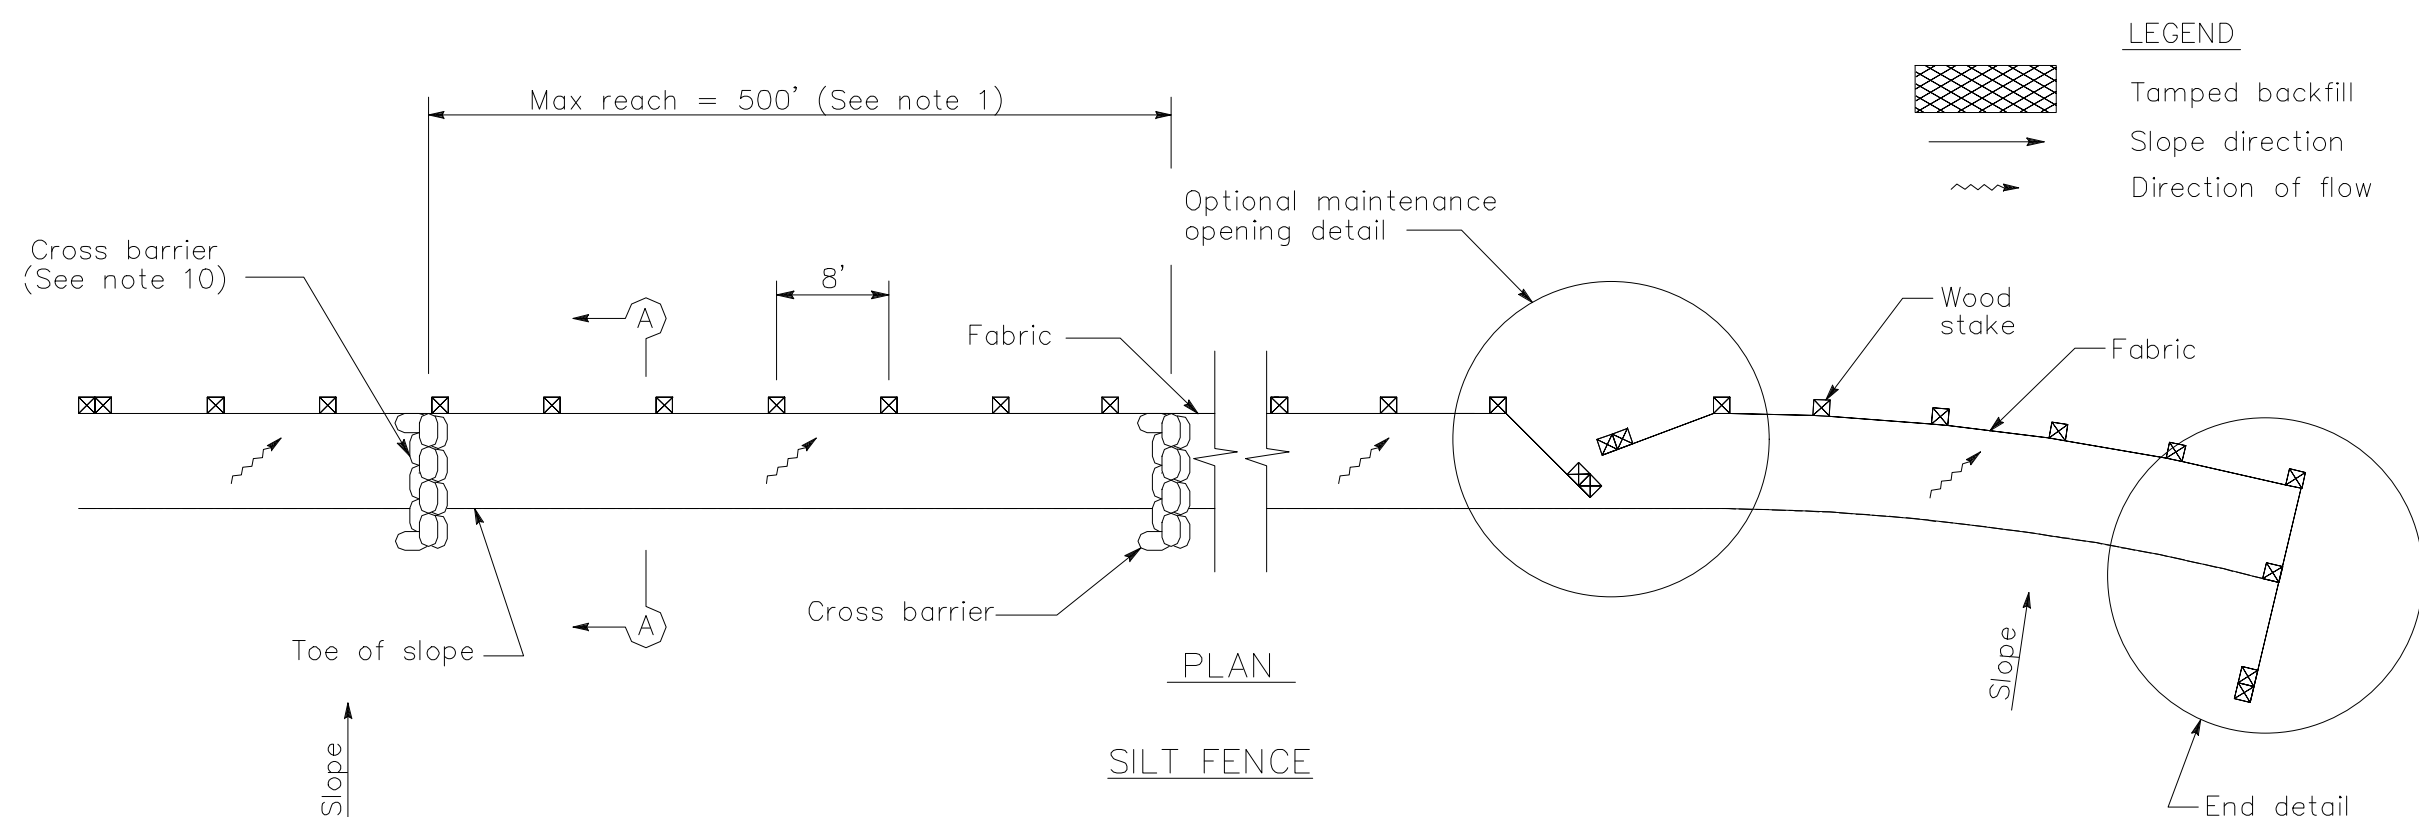 LEGEND
Tamped backfill
Slope direction
Direction of flow
Max reach = 500' (See note 1)
Optional maintenance
opening detail
Cross barrier
(See note 10)
8'
A
Fabric
Wood
stake
Fabric
Cross barrier
A
Toe of slope
PLAN
Slope
Slope
SILT FENCE
End detail